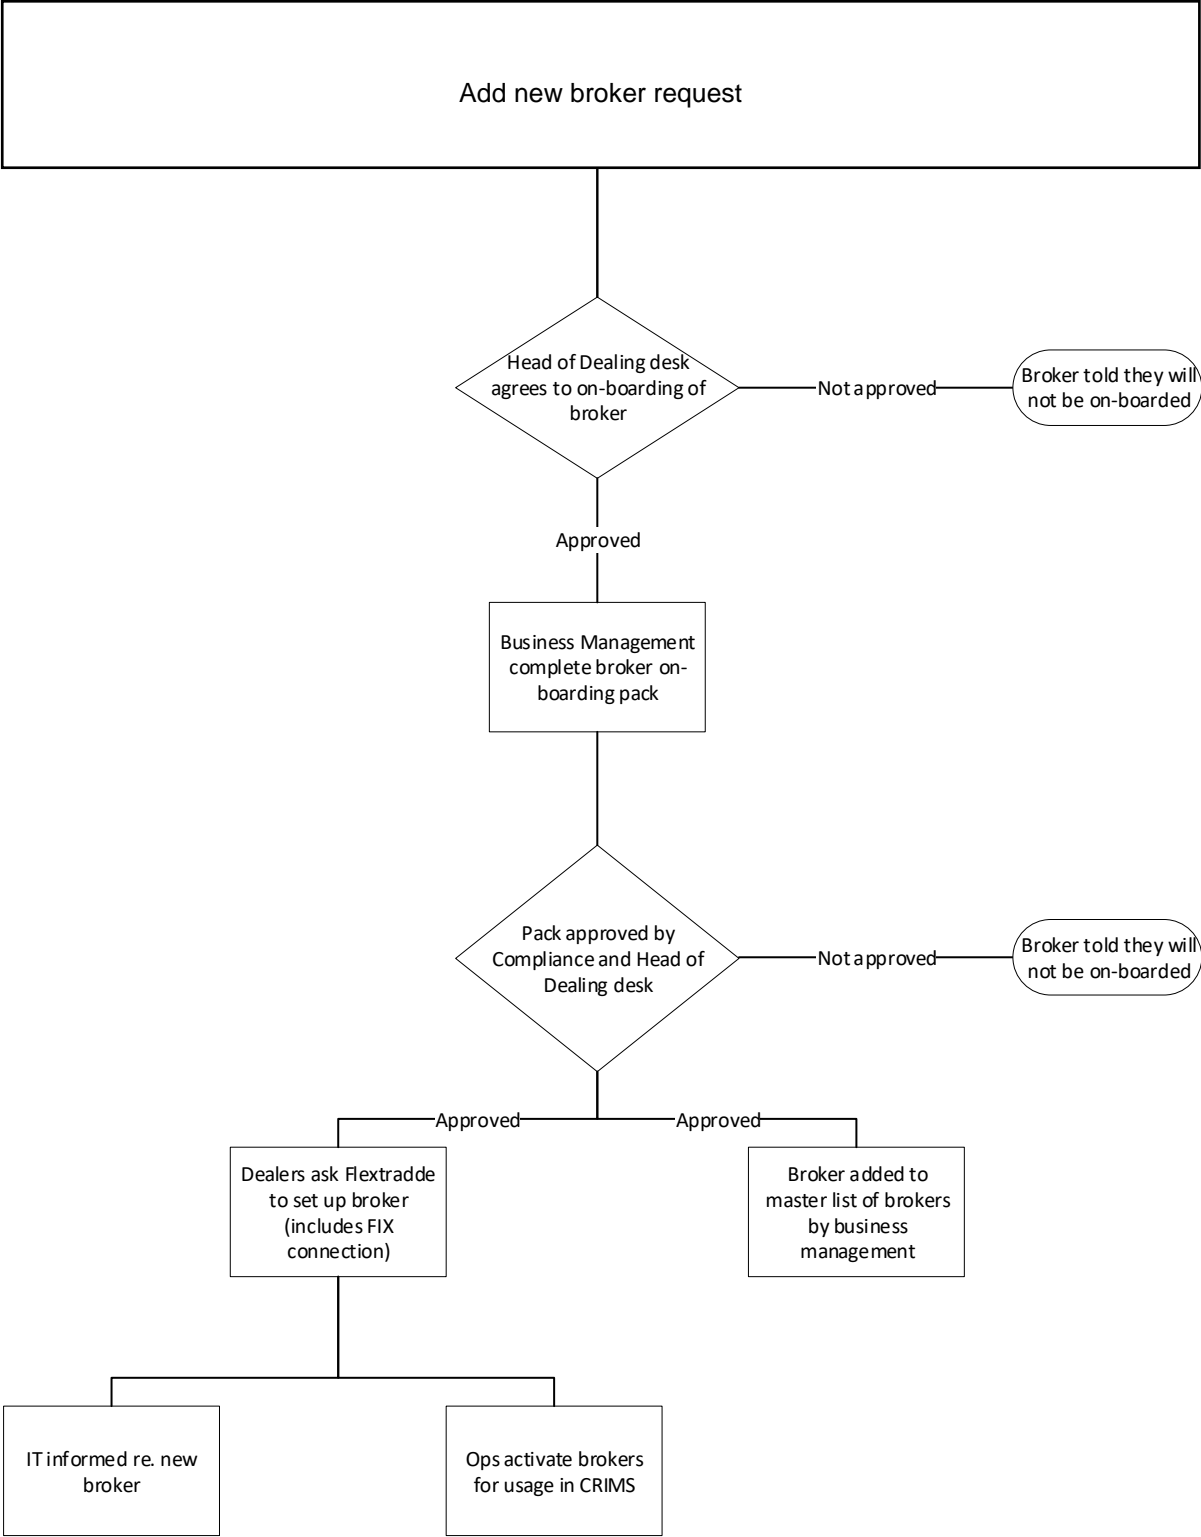 Add new broker request
Head of Dealing desk
agrees to on-boarding of
broker
Not approved
Broker told they will
not be on-boarded
Approved
Business Management
complete broker on-
boarding pack
Pack approved by
Compliance and Head of
Dealing desk
Not approved
Broker told they will
not be on-boarded
Approved
Approved
Dealers ask Flextradde
to set up broker
(includes FIX
connection)
Broker added to
master list of brokers
by business
management
IT informed re. new
broker
Ops activate brokers
for usage in CRIMS